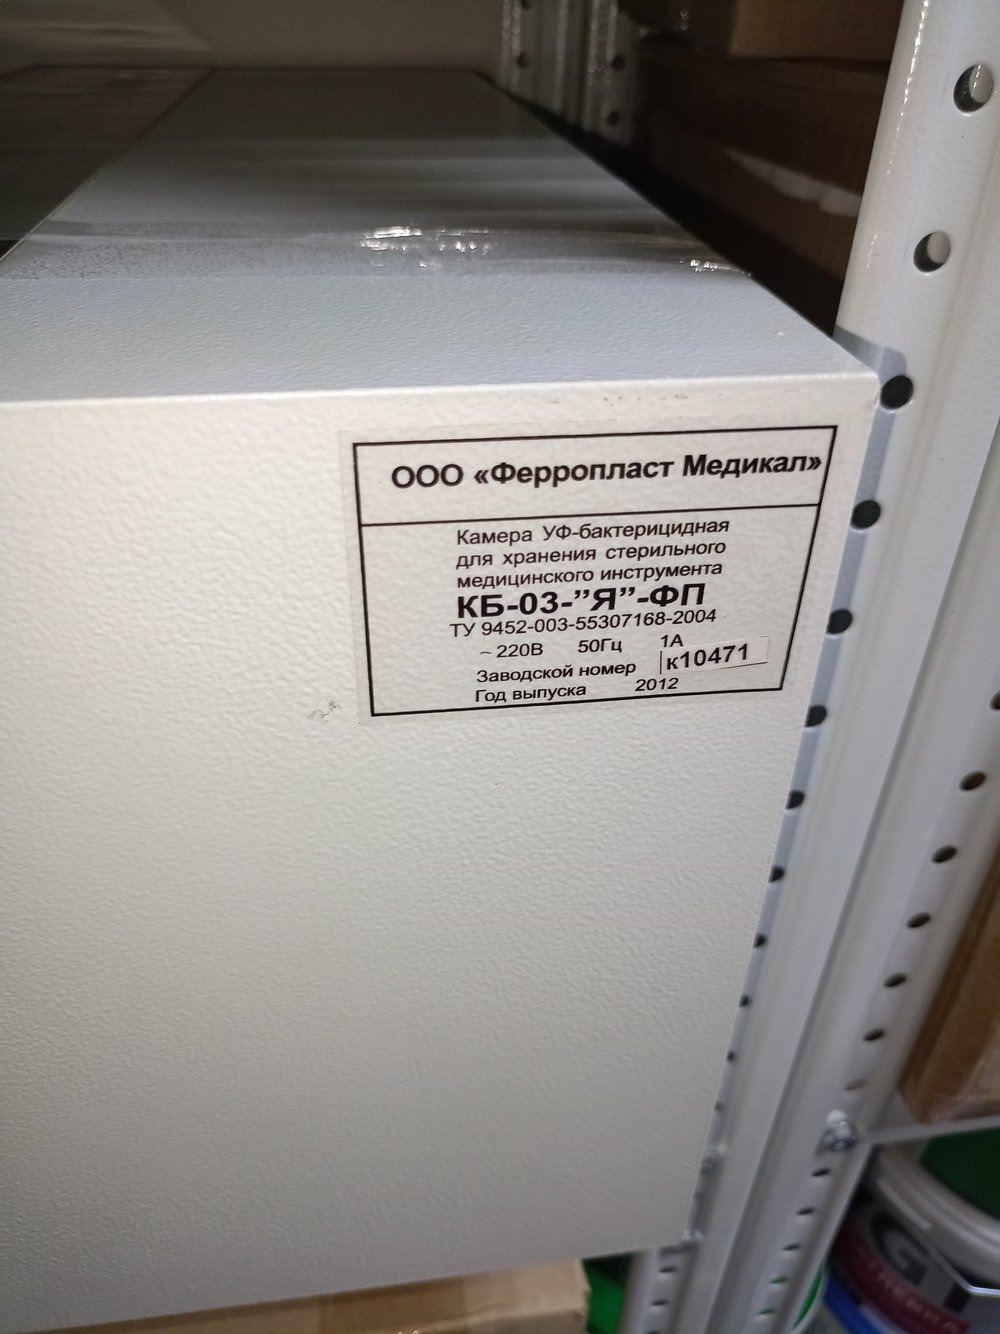 ООО «Ферропласт Медикал»
Камера УФ-бактерицидная
для хранения стерильного
медицинского инструмента
КБ-03-”Я”-ФП
ТУ 9452-003-55307168-2004
~ 220В 50Гц 1А
Заводской номер к10471
Год выпуска 2012